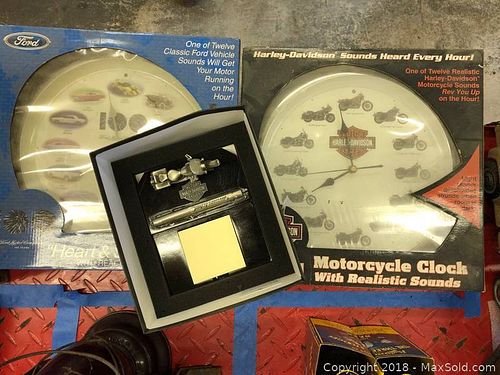 Ford
One of Twelve
Classic Ford Vehicle
Sounds Will Get
Your Motor
Running
on the
Hour!
"Heart &
Harley-Davidson Sounds Heard Every Hour!
One of Twelve Realistic
Harley-Davidson
Motorcycle Sounds
Rev You Up
on the Hour!
HARLEY-DAVIDSON
Motorcycle Clock
With Realistic Sounds
Copyright © 2018 - MaxSold.com